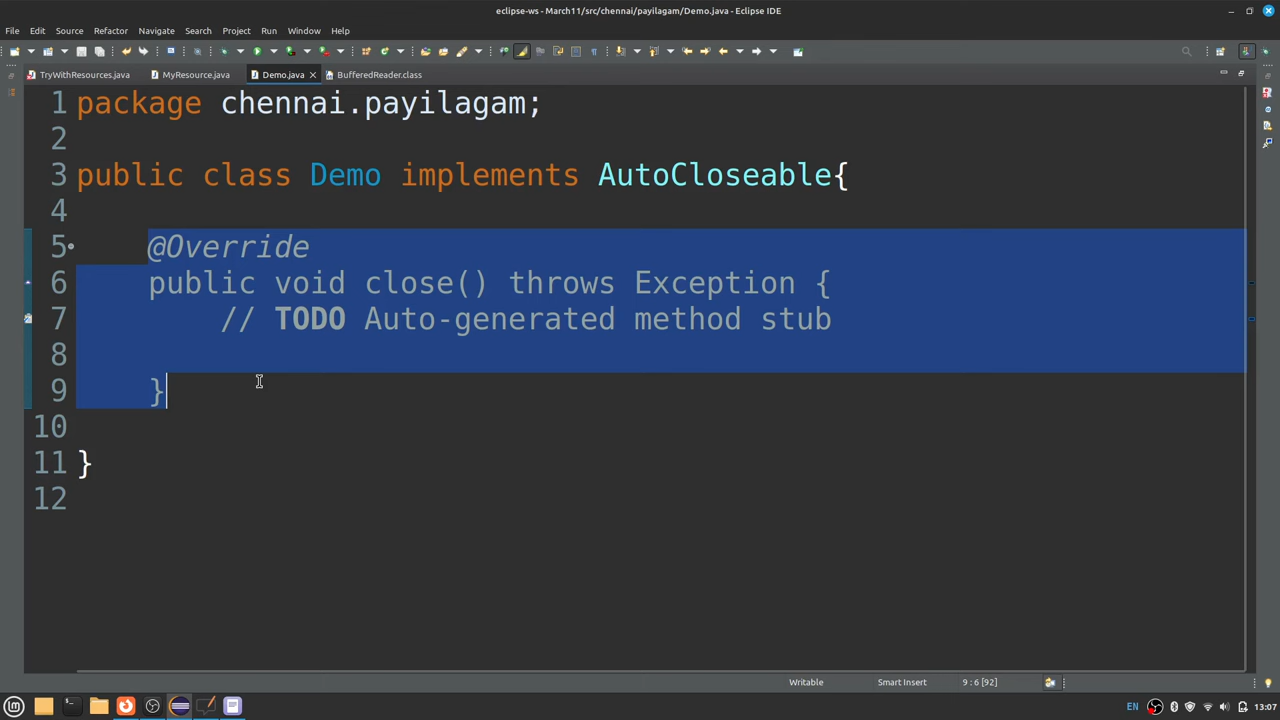 eclipse-ws - March11/src/chennai/payilagam/Demo.java - Eclipse IDE
File Edit Source Refactor Navigate Search Project Run Window Help
TryWithResources.java MyResource.java Demo.java BufferedReader.class
1 package chennai.payilagam;
2
3 public class Demo implements AutoCloseable{
4
5 @Override
6 public void close() throws Exception {
7 // TODO Auto-generated method stub
8
9 }
10
11 }
12
Writable Smart Insert 9 : 6 [92]
EN 13:07